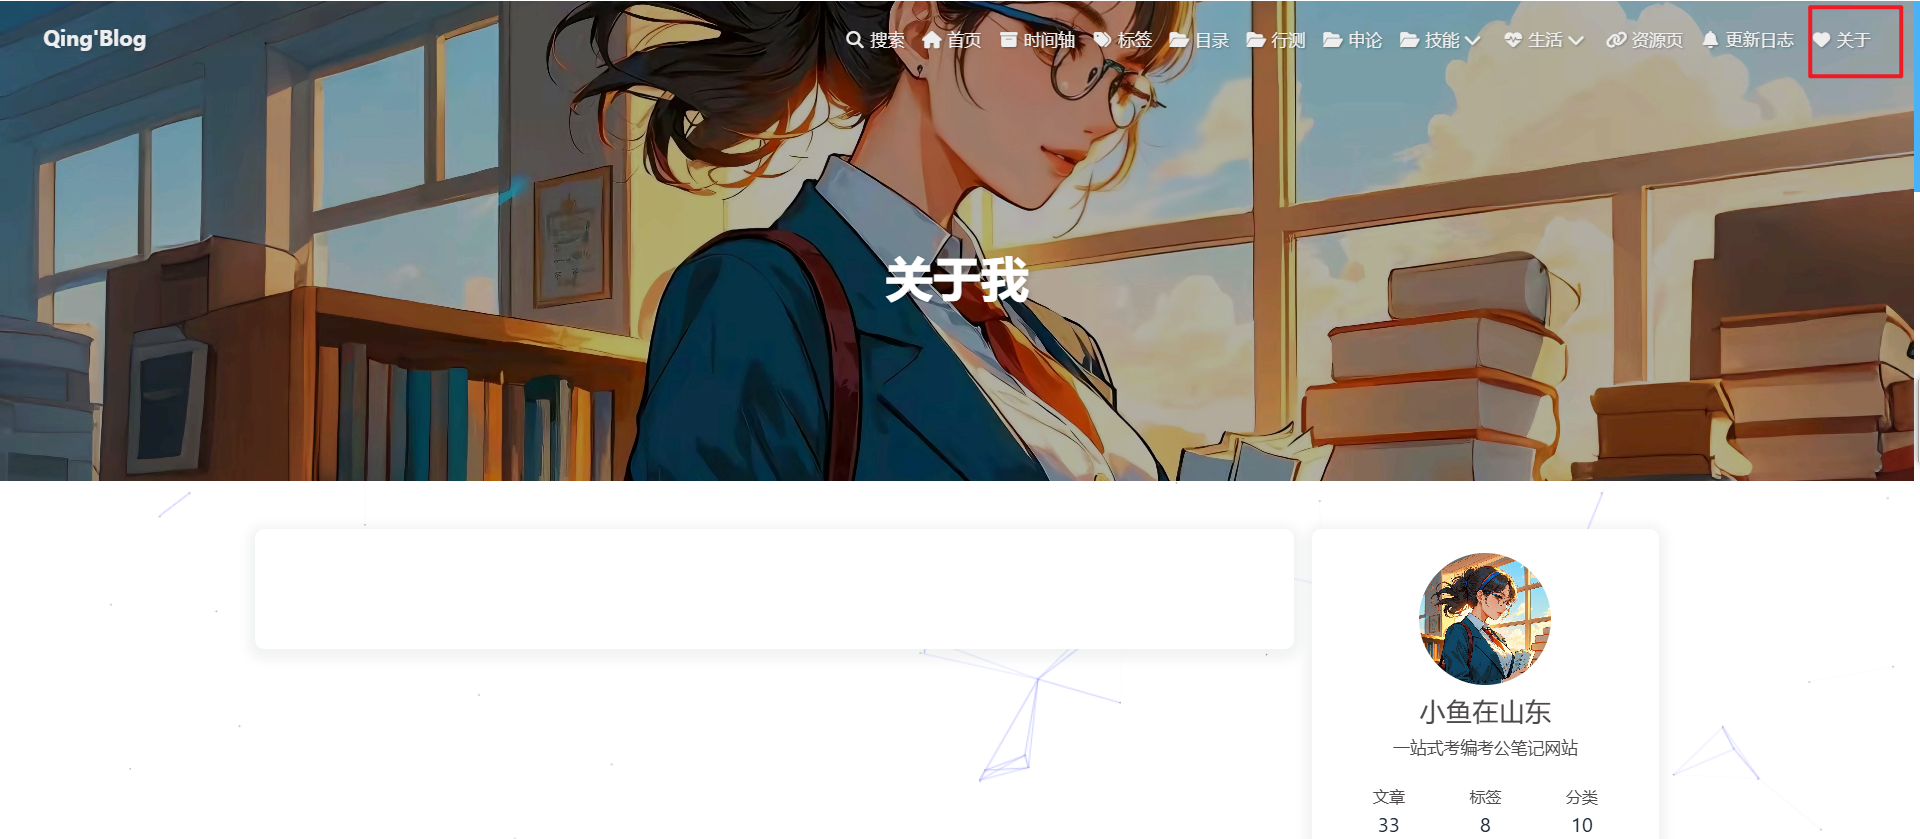 Qing'Blog
搜索 首页 时间轴 标签 目录 行测 申论 技能 生活 资源页 更新日志 关于
关于我
小鱼在山东
一站式考编考公笔记网站
文章 标签 分类
33 8 10